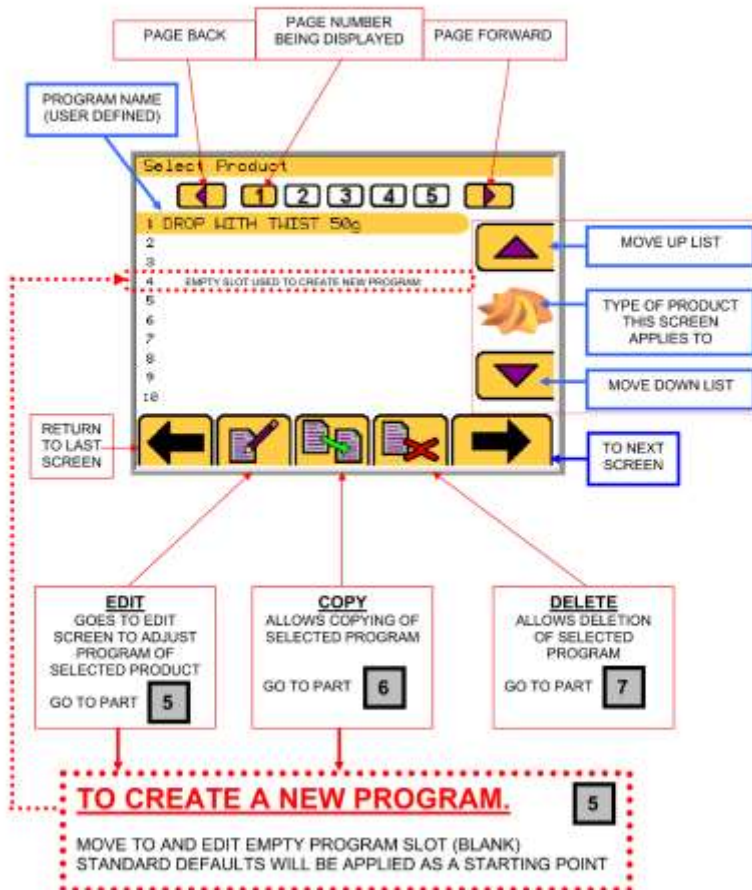 PAGE BACK
PAGE NUMBER
BEING DISPLAYED
PAGE FORWARD
PROGRAM NAME
(USER DEFINED)
Select Product
1 2 3 4 5
1 DROP WITH TWIST 50g
2
3
4 EMPTY SLOT USED TO CREATE NEW PROGRAM
5
6
7
8
9
10
MOVE UP LIST
TYPE OF PRODUCT
THIS SCREEN
APPLIES TO
MOVE DOWN LIST
RETURN
TO LAST
SCREEN
TO NEXT
SCREEN
EDIT
GOES TO EDIT
SCREEN TO ADJUST
PROGRAM OF
SELECTED PRODUCT
GO TO PART 5
COPY
ALLOWS COPYING OF
SELECTED PROGRAM
GO TO PART 6
DELETE
ALLOWS DELETION
OF SELECTED
PROGRAM
GO TO PART 7
TO CREATE A NEW PROGRAM. 5
MOVE TO AND EDIT EMPTY PROGRAM SLOT (BLANK)
STANDARD DEFAULTS WILL BE APPLIED AS A STARTING POINT